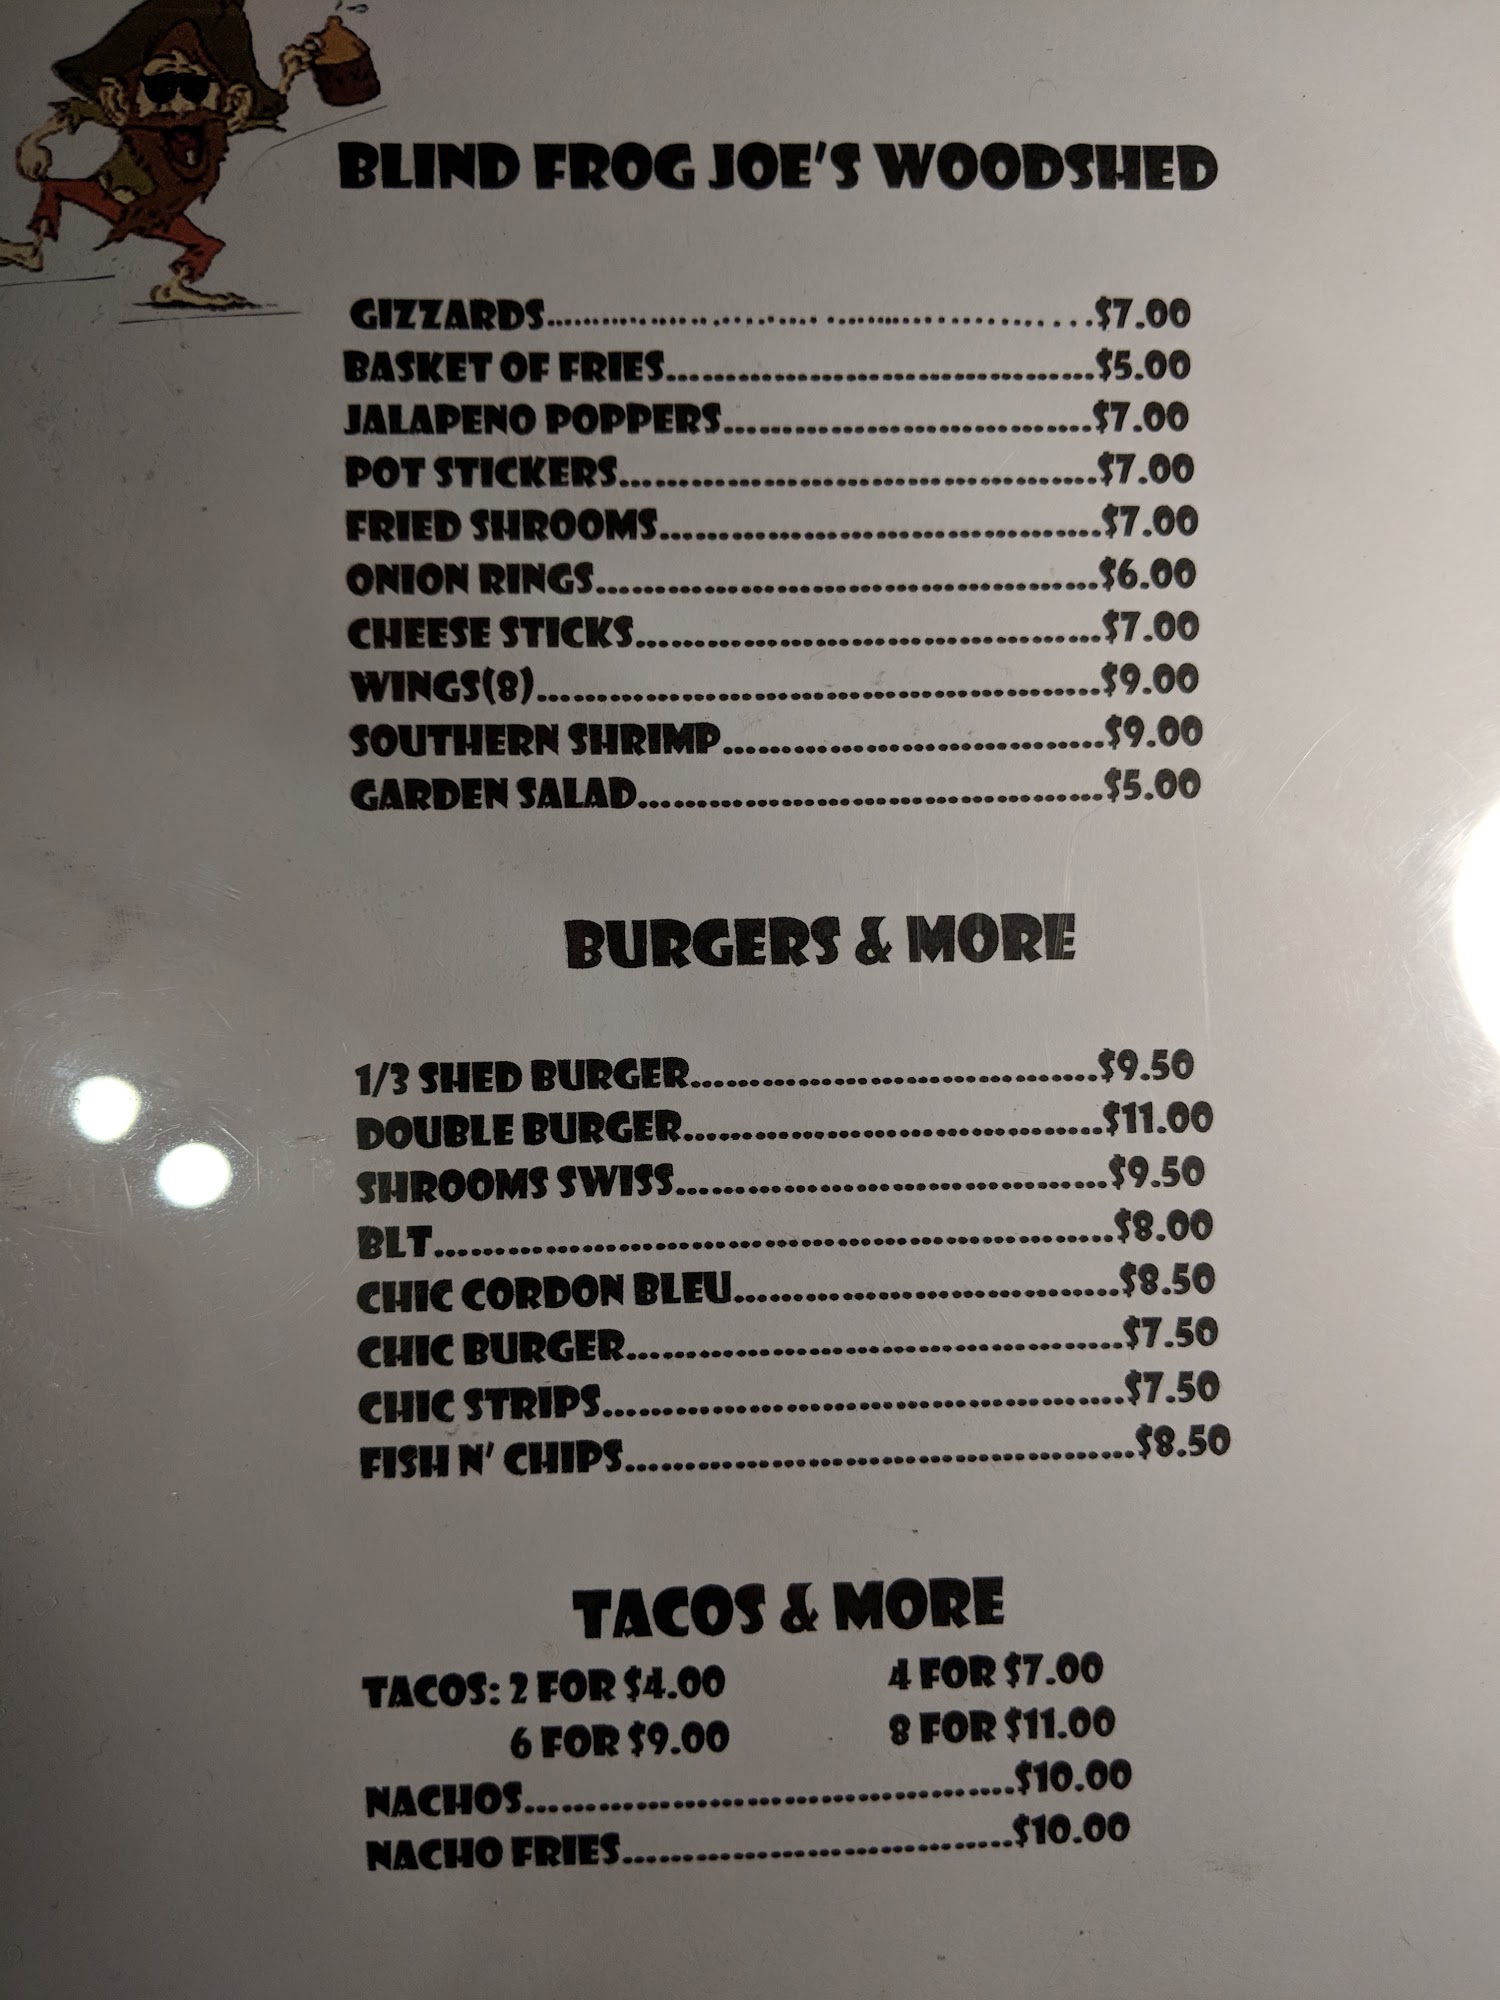 BLIND FROG JOE'S WOODSHED
GIZZARDS.......................................................$7.00
BASKET OF FRIES.......................................$5.00
JALAPENO POPPERS.................................$7.00
POT STICKERS...........................................$7.00
FRIED SHROOMS........................................$7.00
ONION RINGS..............................................$6.00
CHEESE STICKS..........................................$7.00
WINGS(8)...................................................$9.00
SOUTHERN SHRIMP...................................$9.00
GARDEN SALAD..........................................$5.00
BURGERS & MORE
1/3 SHED BURGER.....................................$9.50
DOUBLE BURGER......................................$11.00
SHROOMS SWISS.......................................$9.50
BLT.............................................................$8.00
CHIC CORDON BLEU...................................$8.50
CHIC BURGER.............................................$7.50
CHIC STRIPS...............................................$7.50
FISH N' CHIPS..............................................$8.50
TACOS & MORE
TACOS: 2 FOR $4.00 4 FOR $7.00
6 FOR $9.00 8 FOR $11.00
NACHOS.............................................$10.00
NACHO FRIES....................................$10.00